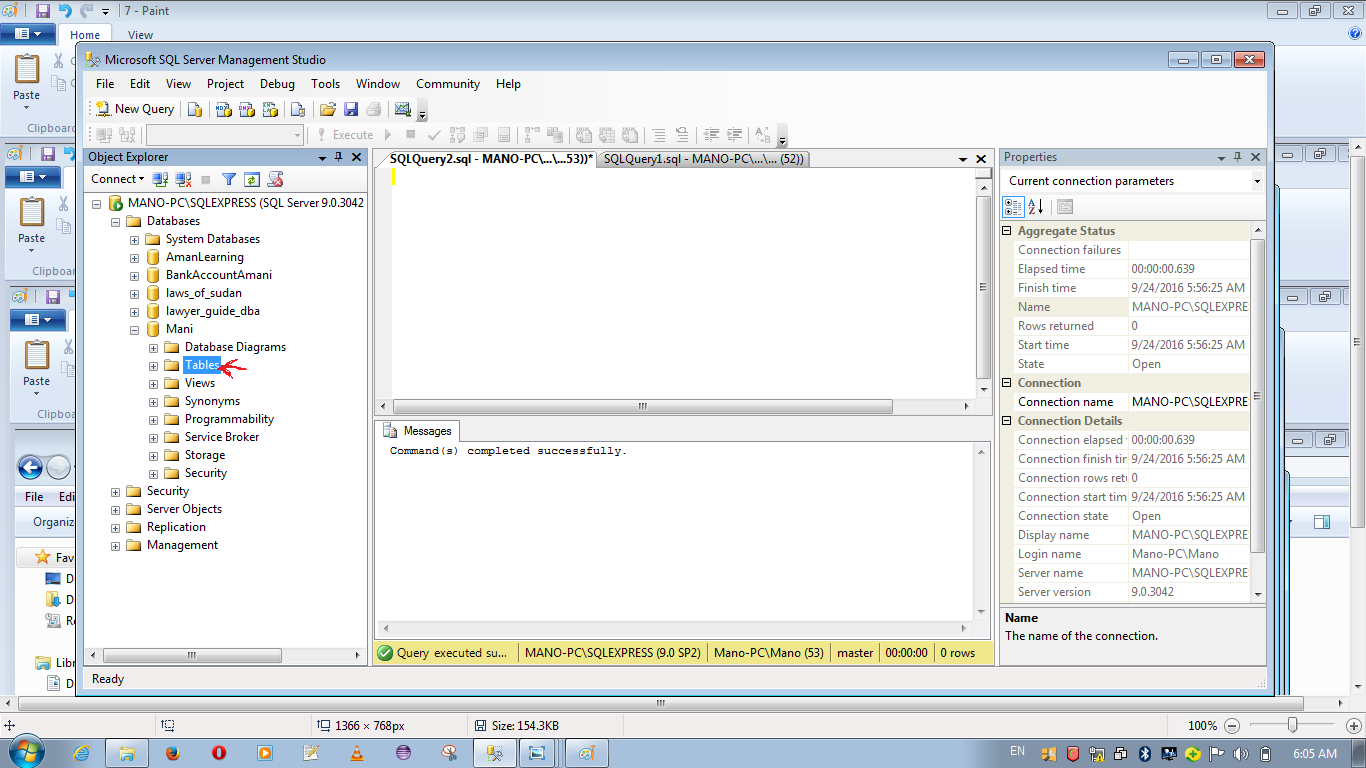 7 - Paint
Home View
Paste
Clipboard
Microsoft SQL Server Management Studio
File Edit View Project Debug Tools Window Community Help
New Query
Execute
Object Explorer
Connect
MANO-PC\SQLEXPRESS (SQL Server 9.0.3042
Databases
System Databases
AmanLearning
BankAccountAmani
laws_of_sudan
lawyer_guide_dba
Mani
Database Diagrams
Tables
Views
Synonyms
Programmability
Service Broker
Storage
Security
Security
Server Objects
Replication
Management
SQLQuery2.sql - MANO-PC\...\...53))* SQLQuery1.sql - MANO-PC\...\... (52))
Messages
Command(s) completed successfully.
Query executed su... MANO-PC\SQLEXPRESS (9.0 SP2) Mano-PC\Mano (53) master 00:00:00 0 rows
Properties
Current connection parameters
Aggregate Status
Connection failures
Elapsed time 00:00:00.639
Finish time 9/24/2016 5:56:25 AM
Name MANO-PC\SQLEXPRE
Rows returned 0
Start time 9/24/2016 5:56:25 AM
State Open
Connection
Connection name MANO-PC\SQLEXPRE
Connection Details
Connection elapsed 00:00:00.639
Connection finish tim 9/24/2016 5:56:25 AM
Connection rows ret 0
Connection start tim 9/24/2016 5:56:25 AM
Connection state Open
Display name MANO-PC\SQLEXPRE
Login name Mano-PC\Mano
Server name MANO-PC\SQLEXPRE
Server version 9.0.3042
Name
The name of the connection.
Ready
Paste
Clipboa
Paste
Clipbo
File Edi
Organiz
Favo
D
D
Re
Libr
D
1366 × 768px Size: 154.3KB 100%
EN 6:05 AM